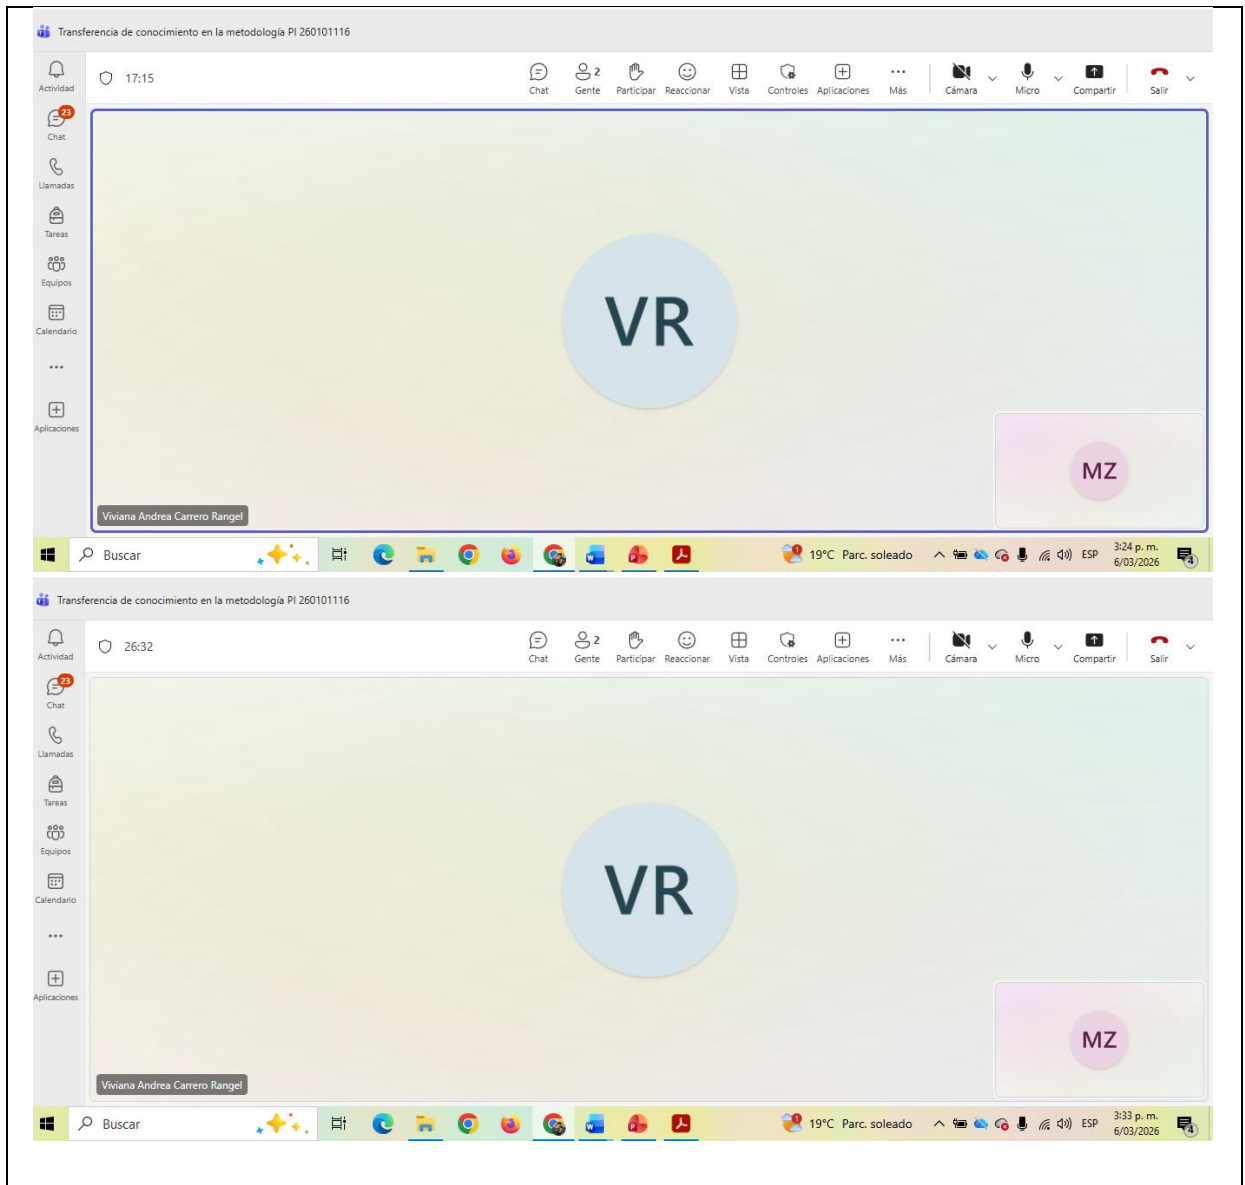 Transferencia de conocimiento en la metodología PI 260101116
Actividad
17:15
Chat
Gente 2
Participar
Reaccionar
Vista
Controles
Aplicaciones
Más
Cámara
Micro
Compartir
Salir
23
Chat
Llamadas
Tareas
Equipos
Calendario
Aplicaciones
VR
MZ
Viviana Andrea Carrero Rangel
Buscar
1
19°C Parc. soleado
ESP
3:24 p. m.
6/03/2026
4
Transferencia de conocimiento en la metodología PI 260101116
Actividad
26:32
Chat
Gente 2
Participar
Reaccionar
Vista
Controles
Aplicaciones
Más
Cámara
Micro
Compartir
Salir
23
Chat
Llamadas
Tareas
Equipos
Calendario
Aplicaciones
VR
MZ
Viviana Andrea Carrero Rangel
Buscar
1
19°C Parc. soleado
ESP
3:33 p. m.
6/03/2026
4